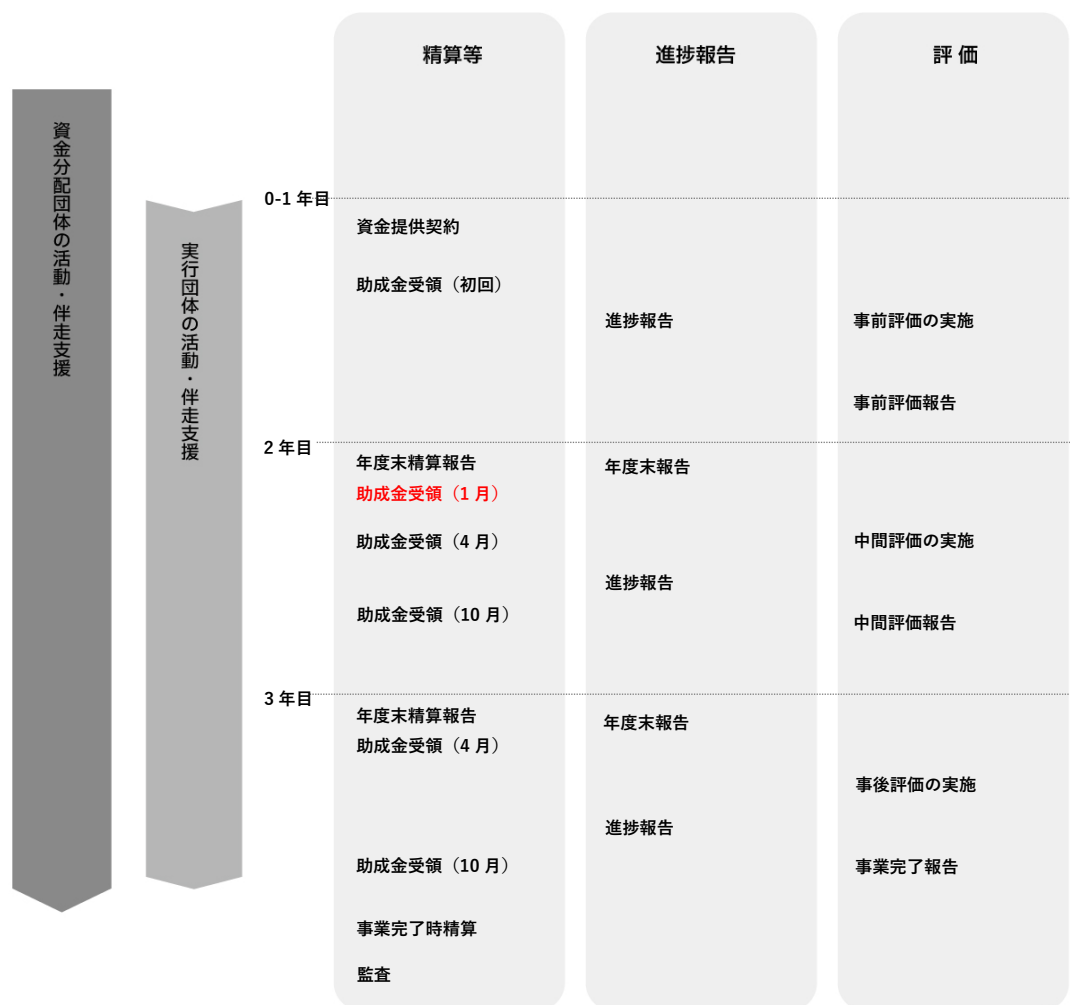 精算等
進捗報告
評 価
資金分配団体の活動・伴走支援
実行団体の活動・伴走支援
0-1 年目
資金提供契約
助成金受領（初回）
進捗報告
事前評価の実施
事前評価報告
2 年目
年度末精算報告
年度末報告
助成金受領（1 月）
助成金受領（4 月）
中間評価の実施
進捗報告
助成金受領（10 月）
中間評価報告
3 年目
年度末精算報告
年度末報告
助成金受領（4 月）
事後評価の実施
進捗報告
助成金受領（10 月）
事業完了報告
事業完了時精算
監査